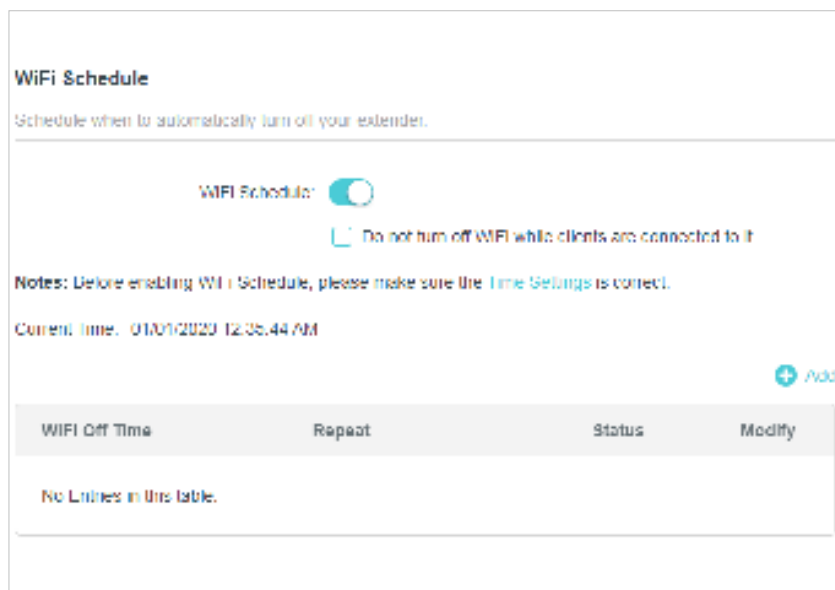 WiFi Schedule
Schedule when to automatically turn off your extender.
WiFi Schedule:
Do not turn off WiFi while clients are connected to it
Notes: Before enabling WiFi Schedule, please make sure the Time Settings is correct.
Current Time: 01/01/2020 12:35:44 AM
Add
WiFi Off Time Repeat Status Modify
No Entries in this table.